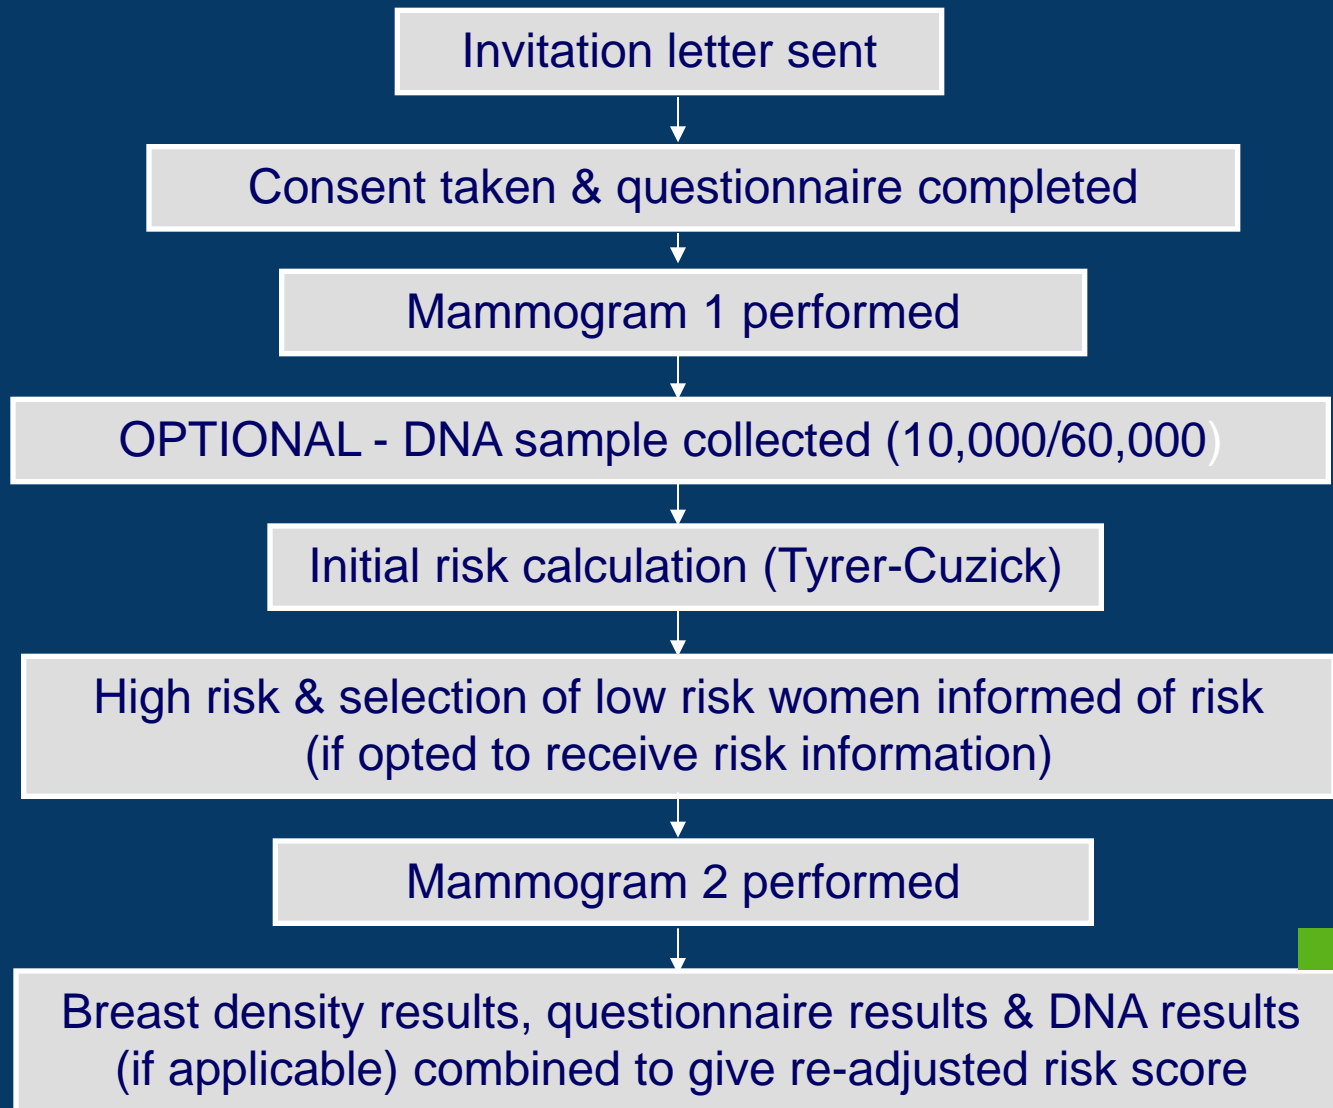 Invitation letter sent
Consent taken & questionnaire completed
Mammogram 1 performed
OPTIONAL - DNA sample collected (10,000/60,000)
Initial risk calculation (Tyrer-Cuzick)
High risk & selection of low risk women informed of risk
(if opted to receive risk information)
Mammogram 2 performed
Breast density results, questionnaire results & DNA results
(if applicable) combined to give re-adjusted risk score